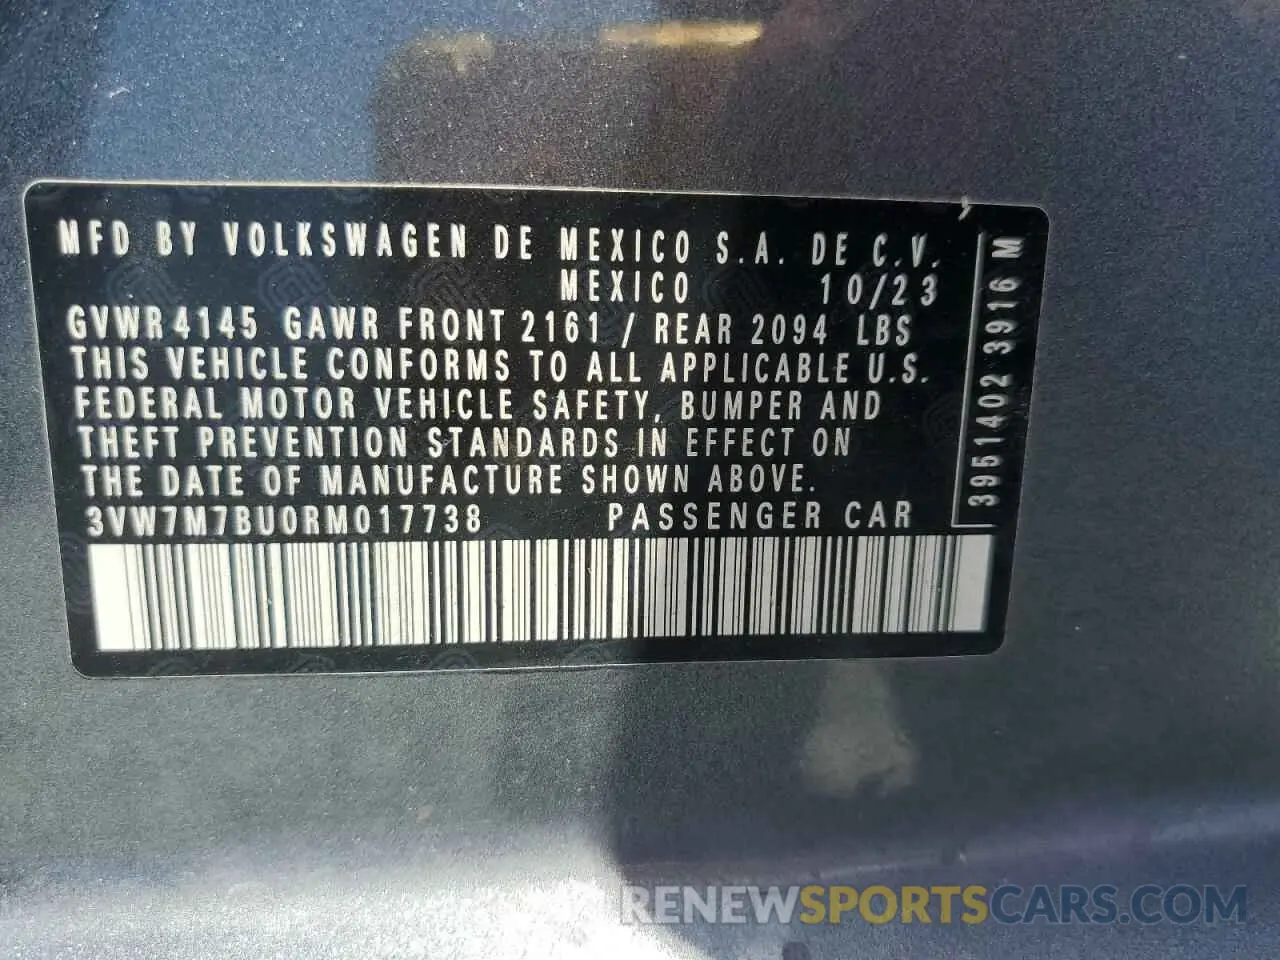 MFD BY VOLKSWAGEN DE MEXICO S.A. DE C.V.
MEXICO 10/23
GVWR 4145 GAWR FRONT 2161 / REAR 2094 LBS
THIS VEHICLE CONFORMS TO ALL APPLICABLE U.S.
FEDERAL MOTOR VEHICLE SAFETY, BUMPER AND
THEFT PREVENTION STANDARDS IN EFFECT ON
THE DATE OF MANUFACTURE SHOWN ABOVE.
3VW7M7BU0RM017738 PASSENGER CAR
3951402 3916 M
RENEWSPORTSCARS.COM